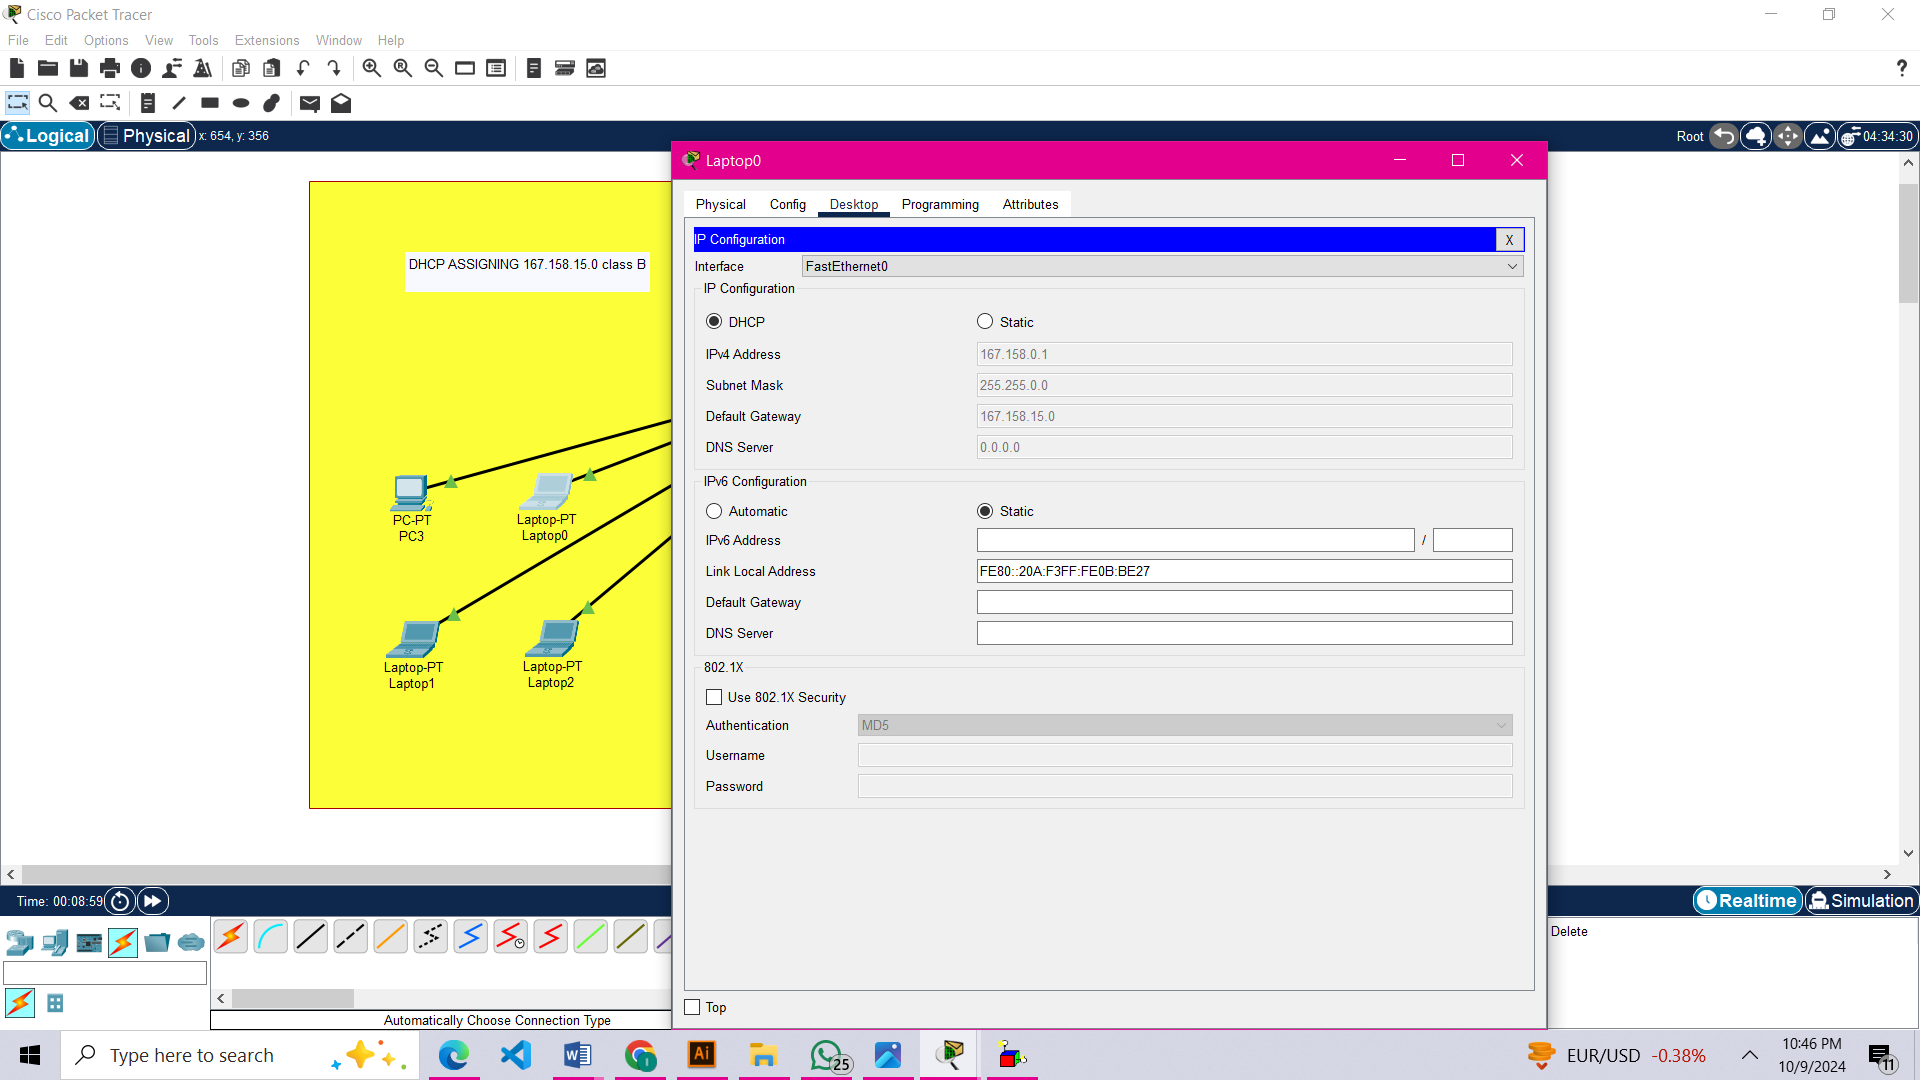 Cisco Packet Tracer
File Edit Options View Tools Extensions Window Help
?
Logical Physical x: 654, y: 356
Root 04:34:30
DHCP ASSIGNING 167.158.15.0 class B
PC-PT
PC3
Laptop-PT
Laptop0
Laptop-PT
Laptop1
Laptop-PT
Laptop2
Laptop0
Physical Config Desktop Programming Attributes
IP Configuration X
Interface FastEthernet0
IP Configuration
DHCP Static
IPv4 Address 167.158.0.1
Subnet Mask 255.255.0.0
Default Gateway 167.158.15.0
DNS Server 0.0.0.0
IPv6 Configuration
Automatic Static
IPv6 Address /
Link Local Address FE80::20A:F3FF:FE0B:BE27
Default Gateway
DNS Server
802.1X
Use 802.1X Security
Authentication MD5
Username
Password
Top
Time: 00:08:59
Realtime Simulation
Delete
Automatically Choose Connection Type
Type here to search
Ai
25
EUR/USD -0.38%
10:46 PM
10/9/2024
11